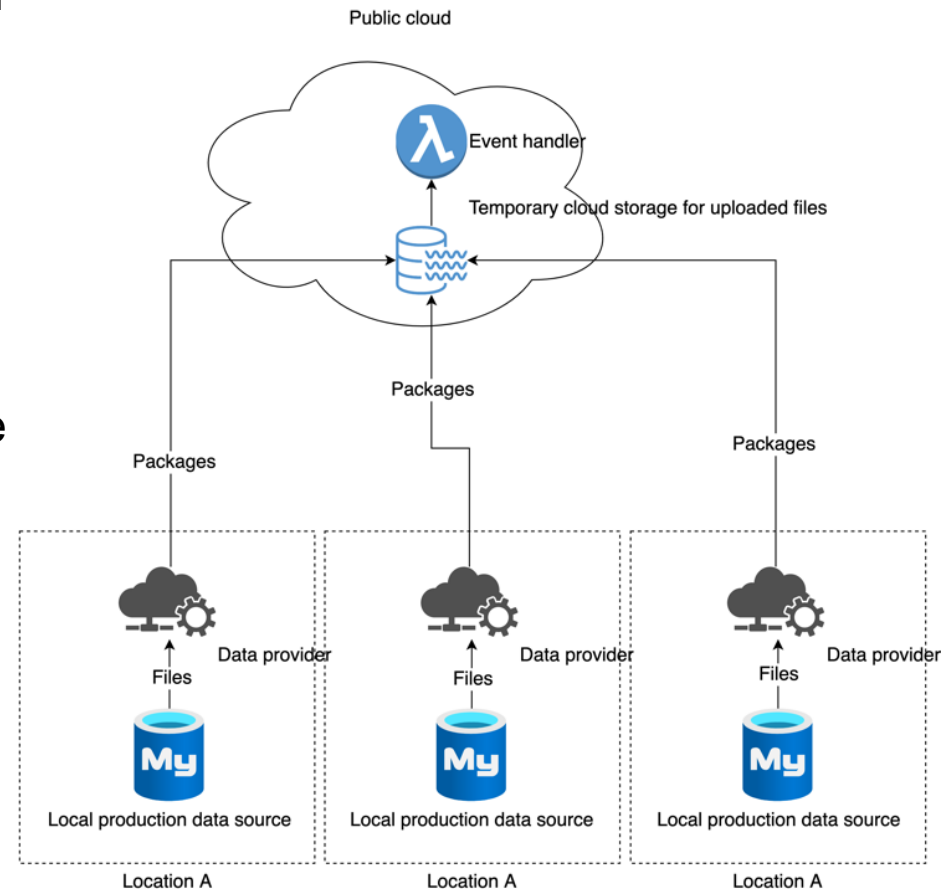 Public cloud
Event handler
Temporary cloud storage for uploaded files
Packages
Packages
Packages
e
Data provider
Data provider
Data provider
Files
Files
Files
My
My
My
Local production data source
Local production data source
Local production data source
Location A
Location A
Location A